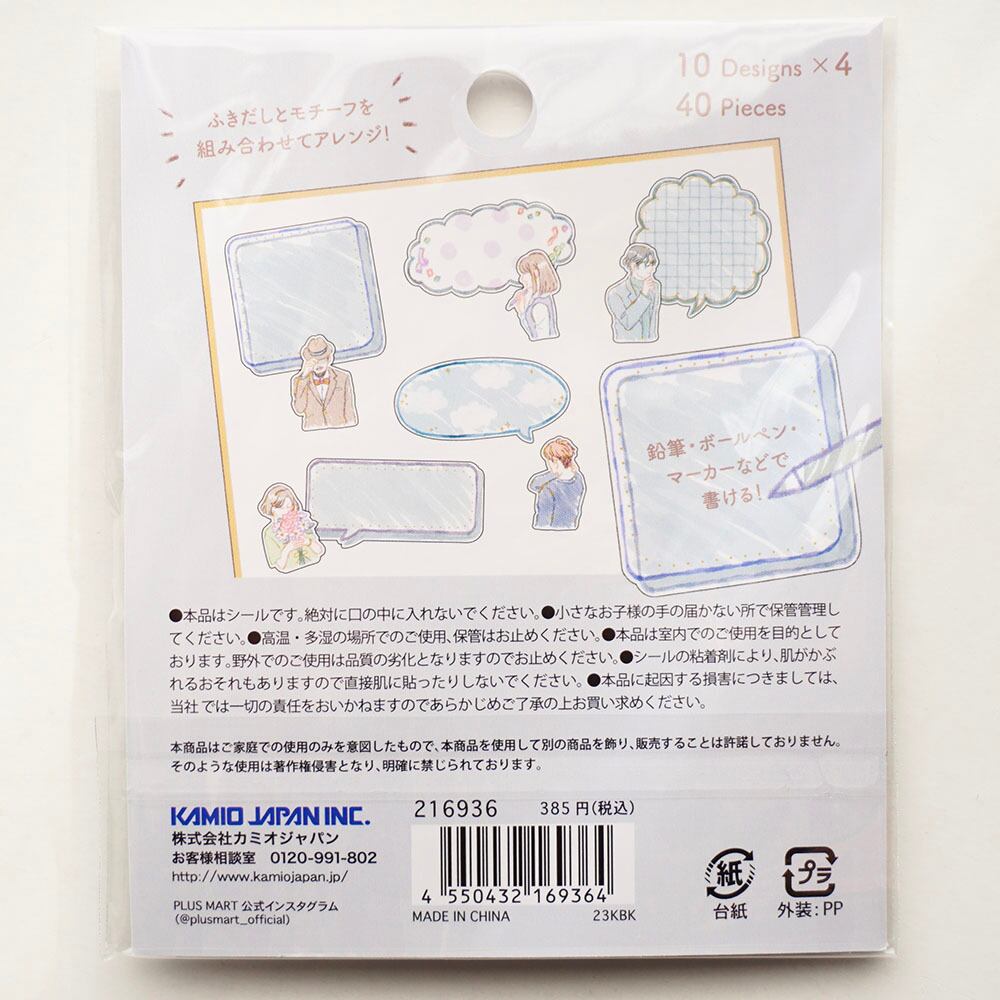 10 Designs ×4
40 Pieces
ふきだしとモチーフを
組み合わせてアレンジ!
鉛筆・ボールペン・
マーカーなどで
書ける!
●本品はシールです。絶対に口の中に入れないでください。●小さなお子様の手の届かない所で保管管理し
てください。●高温・多湿の場所でのご使用、保管はお止めください。●本品は室内でのご使用を目的として
おります。野外でのご使用は品質の劣化となりますのでお止めください。●シールの粘着剤により、肌がかぶ
れるおそれもありますので直接肌に貼ったりしないでください。●本品に起因する損害につきましては、
当社では一切の責任をおいかねますのであらかじめご了承の上お買い求めください。
本商品はご家庭での使用のみを意図したもので、本商品を使用して別の商品を飾り、販売することは許諾しておりません。
そのような使用は著作権侵害となり、明確に禁じられております。
KAMIO JAPAN INC.
株式会社カミオジャパン
お客様相談室 0120-991-802
http://www.kamiojapan.jp/
PLUS MART 公式インスタグラム
(@plusmart_official)
216936 385円(税込)
4 550432 169364
MADE IN CHINA 23KBK
紙
台紙
プラ
外装:PP